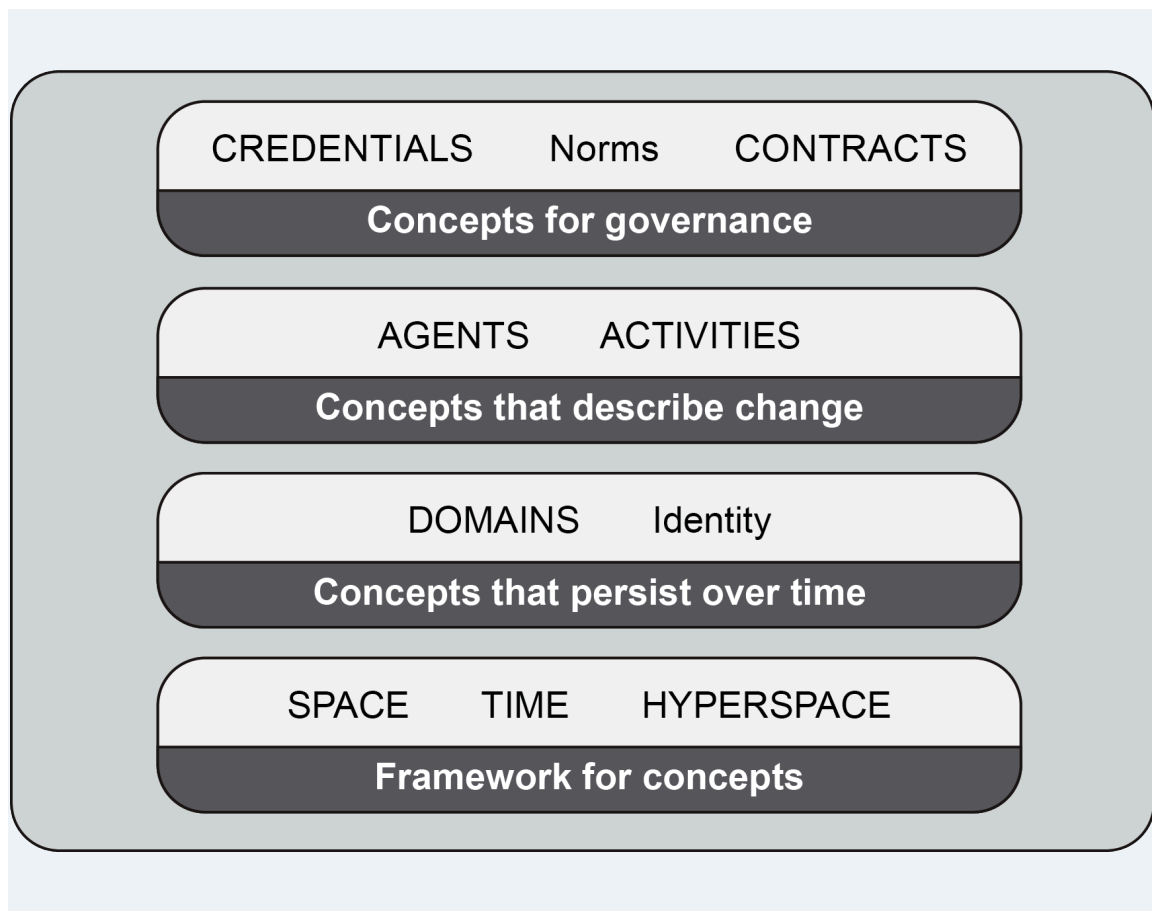 CREDENTIALS Norms CONTRACTS
Concepts for governance
AGENTS ACTIVITIES
Concepts that describe change
DOMAINS Identity
Concepts that persist over time
SPACE TIME HYPERSPACE
Framework for concepts